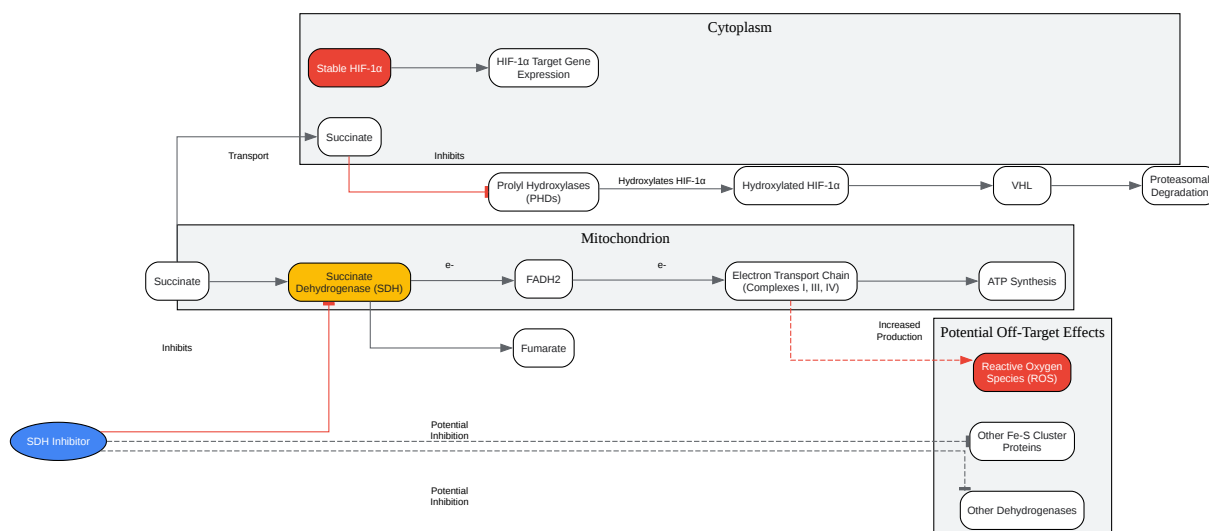 Cytoplasm
Stable HIF-1α
HIF-1α Target Gene
Expression
Succinate
Transport
Inhibits
Prolyl Hydroxylases
(PHDs)
Hydroxylates HIF-1α
Hydroxylated HIF-1α
VHL
Proteasomal
Degradation
Mitochondrion
Succinate
Succinate
Dehydrogenase (SDH)
e-
FADH2
e-
Electron Transport Chain
(Complexes I, III, IV)
ATP Synthesis
Inhibits
Fumarate
Increased
Production
Potential Off-Target Effects
Reactive Oxygen
Species (ROS)
SDH Inhibitor
Potential
Inhibition
Other Fe-S Cluster
Proteins
Potential
Inhibition
Other Dehydrogenases